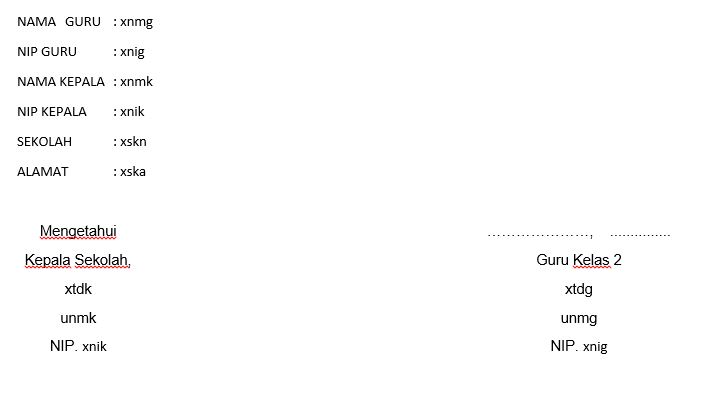 NAMA GURU : xnmg
NIP GURU : xnig
NAMA KEPALA : xnmk
NIP KEPALA : xnik
SEKOLAH : xskn
ALAMAT : xska
Mengetahui ......................, ...............
Kepala Sekolah, Guru Kelas 2
xtdk xtdg
unmk unmg
NIP. xnik NIP. xnig